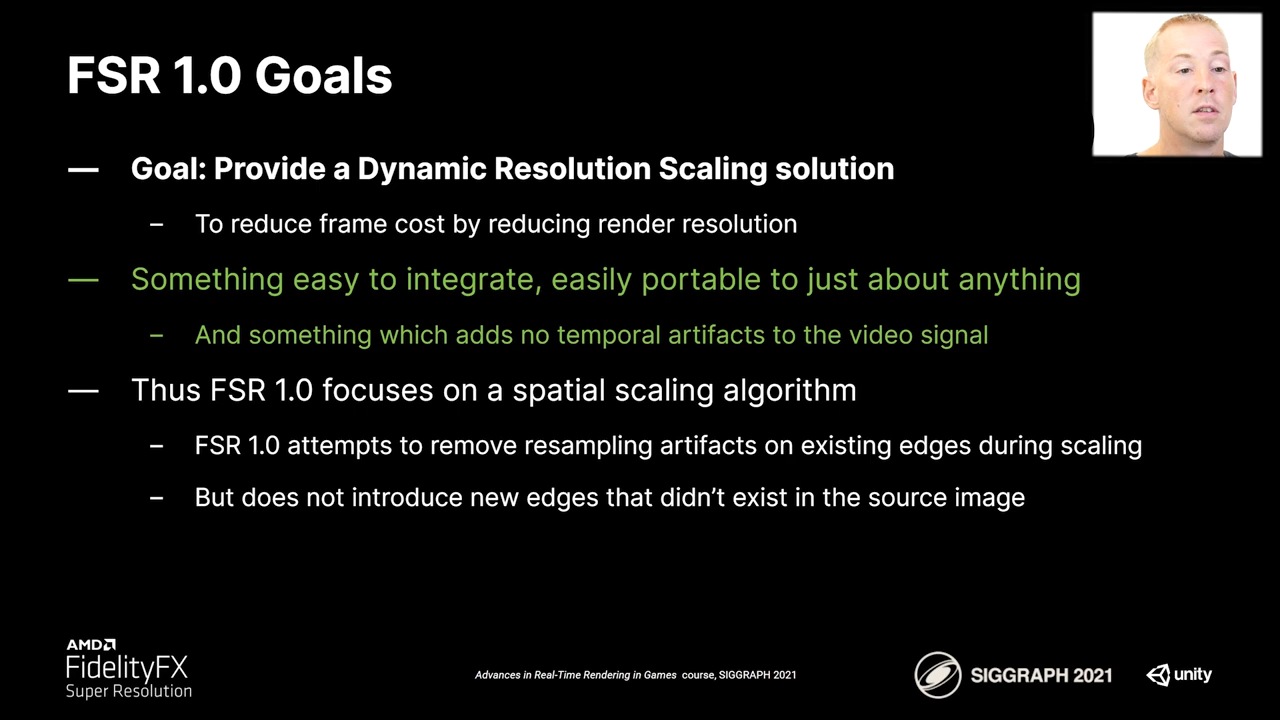 FSR 1.0 Goals
— Goal: Provide a Dynamic Resolution Scaling solution
– To reduce frame cost by reducing render resolution
— Something easy to integrate, easily portable to just about anything
– And something which adds no temporal artifacts to the video signal
— Thus FSR 1.0 focuses on a spatial scaling algorithm
– FSR 1.0 attempts to remove resampling artifacts on existing edges during scaling
– But does not introduce new edges that didn’t exist in the source image
AMD
FidelityFX
Super Resolution
Advances in Real-Time Rendering in Games course, SIGGRAPH 2021
SIGGRAPH 2021
unity